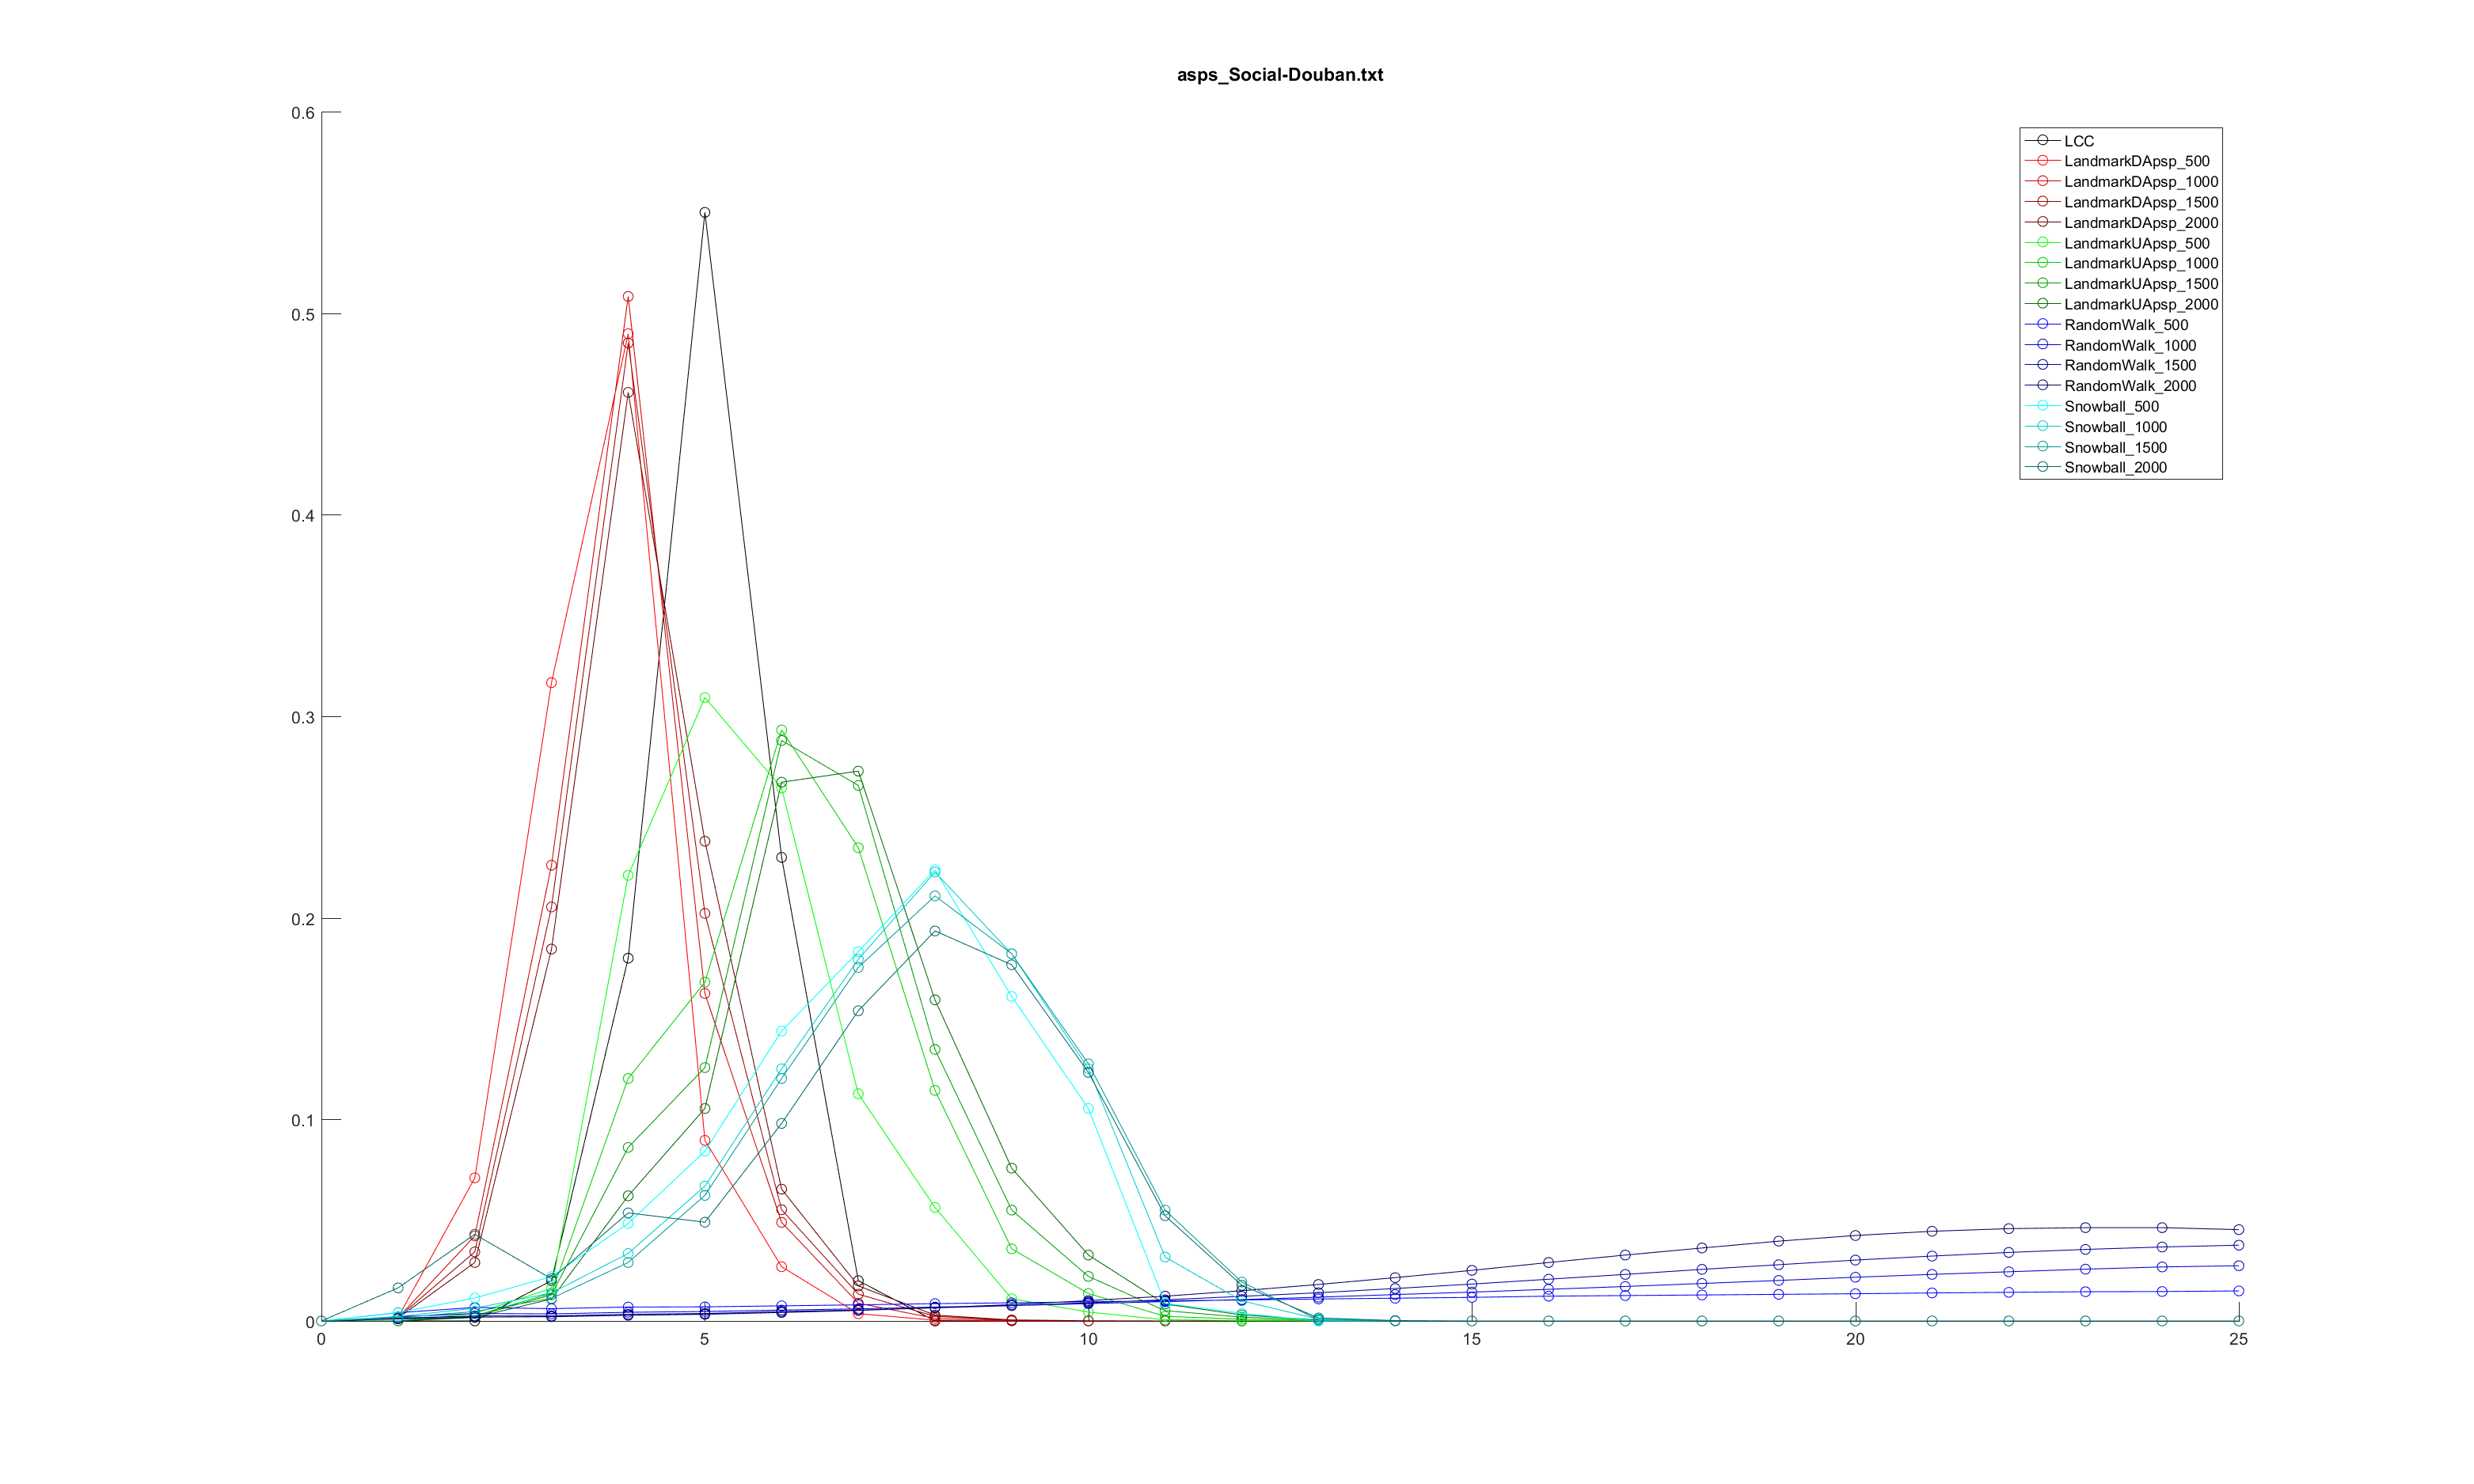 asps_Social-Douban.txt
0.6
0.5
0.4
0.3
0.2
0.1
0
0 5 10 15 20 25
LCC
LandmarkDApsp_500
LandmarkDApsp_1000
LandmarkDApsp_1500
LandmarkDApsp_2000
LandmarkUApsp_500
LandmarkUApsp_1000
LandmarkUApsp_1500
LandmarkUApsp_2000
RandomWalk_500
RandomWalk_1000
RandomWalk_1500
RandomWalk_2000
Snowball_500
Snowball_1000
Snowball_1500
Snowball_2000